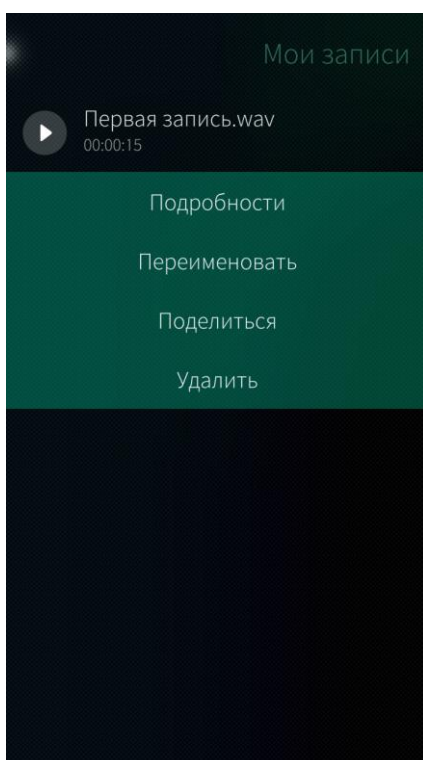 Мои записи
Первая запись.wav
00:00:15
Подробности
Переименовать
Поделиться
Удалить